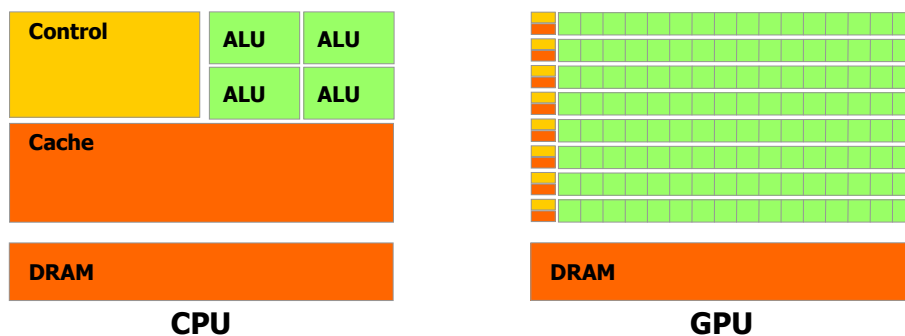 Control
ALU
ALU
ALU
ALU
Cache
DRAM
CPU
DRAM
GPU